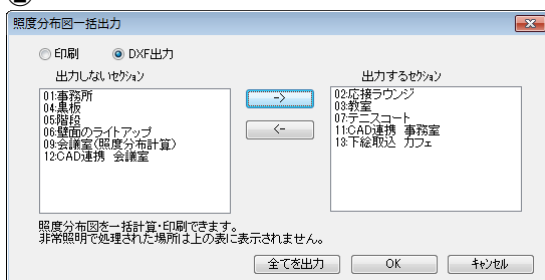 ②
照度分布図一括出力
印刷 DXF出力
出力しないセクション
出力するセクション
01:事務所
04:黒板
05:階段
06:壁面のライトアップ
09:会議室(照度分布計算)
12:CAD連携 会議室
->
<-
02:応接ラウンジ
03:教室
07:テニスコート
11:CAD連携 事務室
13:下絵取込 カフェ
照度分布図を一括計算・印刷できます。
非常照明で処理された場所は上の表に表示されません。
全てを出力 OK キャンセル